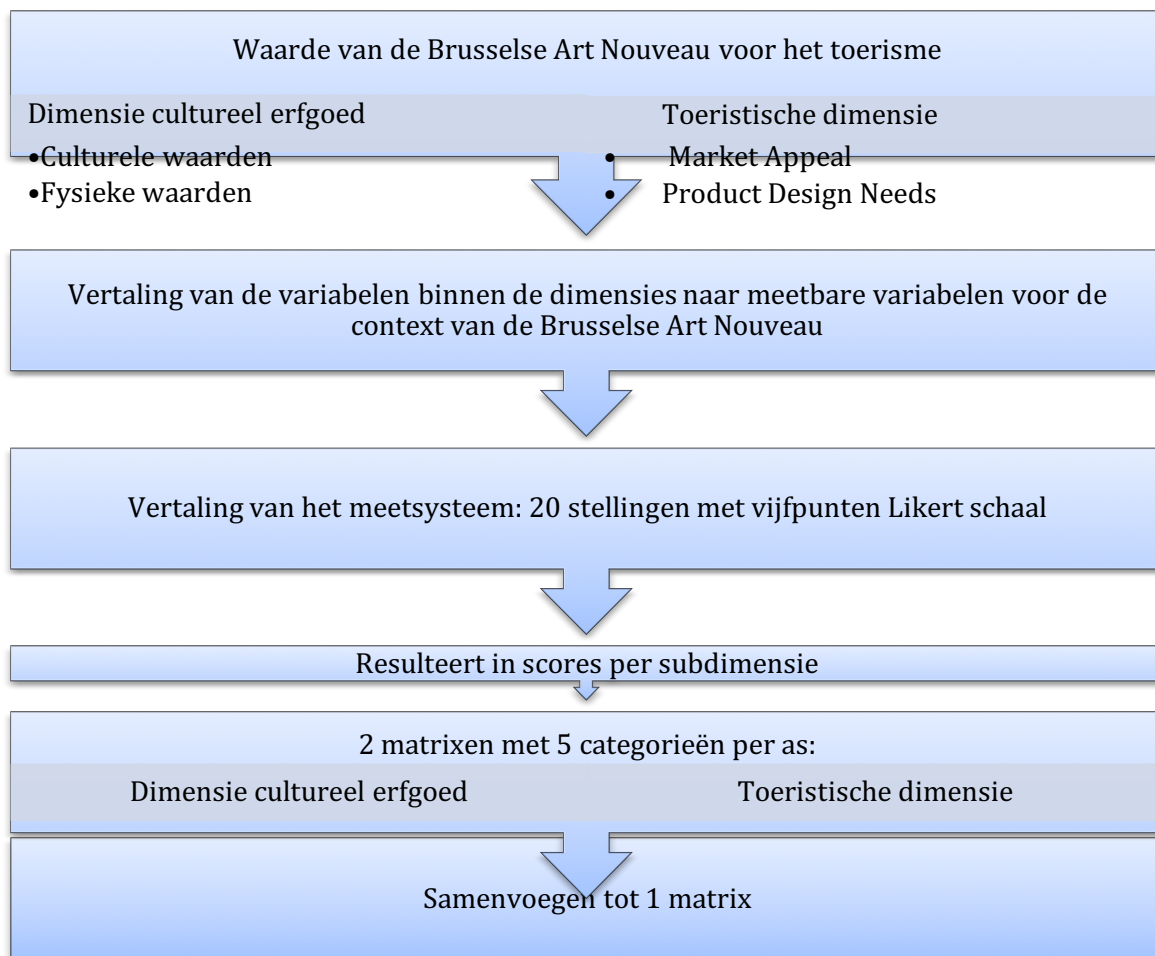 Waarde van de Brusselse Art Nouveau voor het toerisme
Dimensie cultureel erfgoed
•Culturele waarden
•Fysieke waarden
Toeristische dimensie
• Market Appeal
• Product Design Needs
Vertaling van de variabelen binnen de dimensies naar meetbare variabelen voor de
context van de Brusselse Art Nouveau
Vertaling van het meetsysteem: 20 stellingen met vijfpunten Likert schaal
Resulteert in scores per subdimensie
2 matrixen met 5 categorieën per as:
Dimensie cultureel erfgoed
Toeristische dimensie
Samenvoegen tot 1 matrix